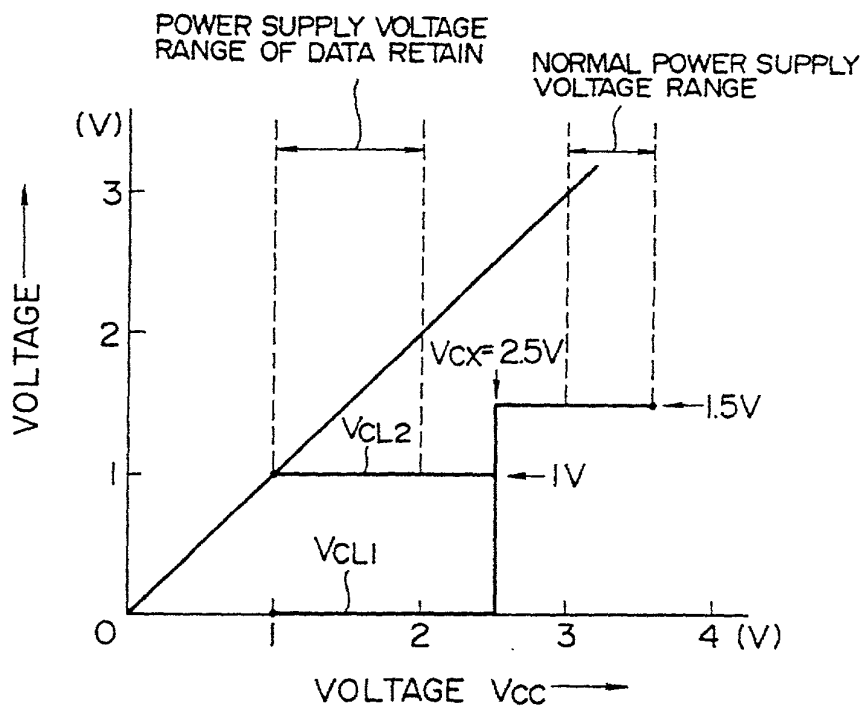 POWER SUPPLY VOLTAGE
RANGE OF DATA RETAIN
NORMAL POWER SUPPLY
VOLTAGE RANGE
(V)
3
2
1
0
VOLTAGE
VCX=2.5V
1.5V
VCL2
1V
VCL1
1
2
3
4 (V)
VOLTAGE VCC